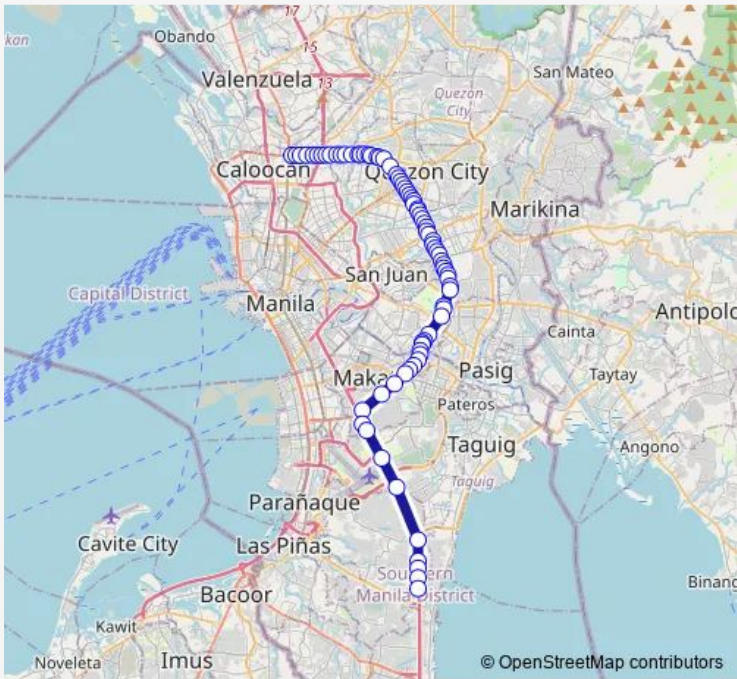 17
Obando
15
Valenzuela
13
San Mateo
Quezon
City
Caloocan
Quezon City
Marikina
San Juan
Capital District
Manila
Antipolo
Cainta
Pasig
Taytay
Pateros
Taguig
Angono
Taguig
Parañaque
Cavite City
Las Piñas
Southern
Manila District
Bacoor
Binang
Kawit
Imus
Noveleta
© OpenStreetMap contributors